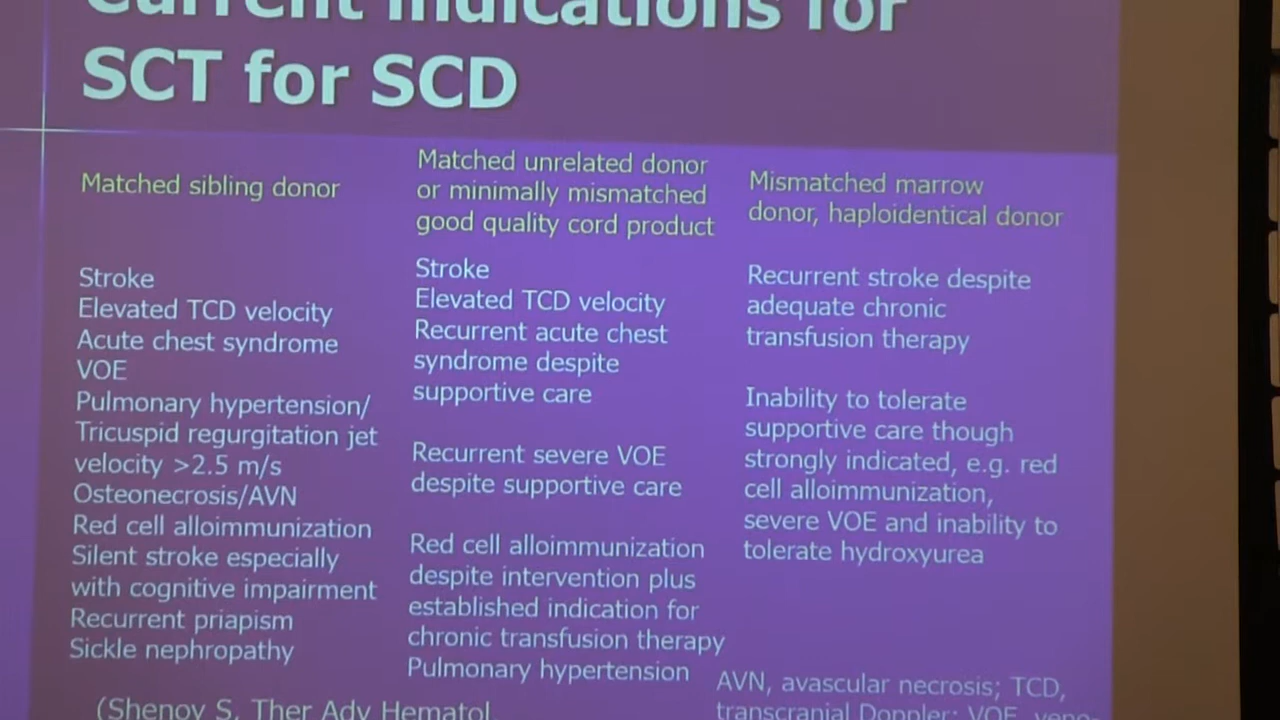 Current indications for
SCT for SCD
Matched sibling donor
Stroke
Elevated TCD velocity
Acute chest syndrome
VOE
Pulmonary hypertension/
Tricuspid regurgitation jet
velocity >2.5 m/s
Osteonecrosis/AVN
Red cell alloimmunization
Silent stroke especially
with cognitive impairment
Recurrent priapism
Sickle nephropathy
Matched unrelated donor
or minimally mismatched
good quality cord product
Stroke
Elevated TCD velocity
Recurrent acute chest
syndrome despite
supportive care
Recurrent severe VOE
despite supportive care
Red cell alloimmunization
despite intervention plus
established indication for
chronic transfusion therapy
Pulmonary hypertension
Mismatched marrow
donor, haploidentical donor
Recurrent stroke despite
adequate chronic
transfusion therapy
Inability to tolerate
supportive care though
strongly indicated, e.g. red
cell alloimmunization,
severe VOE and inability to
tolerate hydroxyurea
(Shenoy S. Ther Adv Hematol
AVN, avascular necrosis; TCD,
transcranial Doppler; VOE, veno-